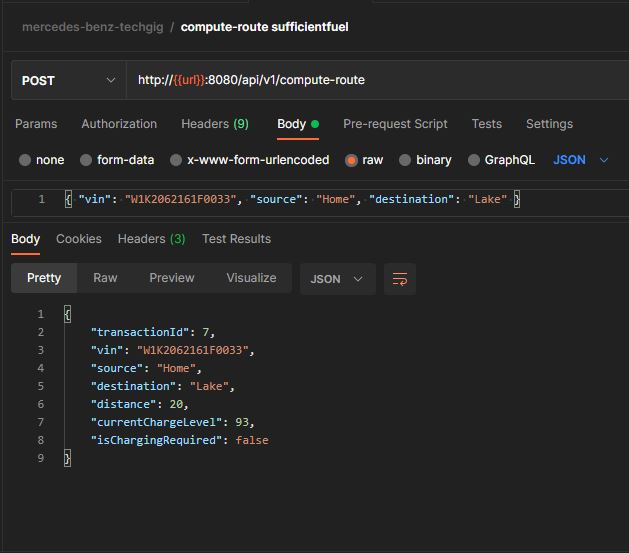 mercedes-benz-techgig / compute-route sufficientfuel
POST http://{{url}}:8080/api/v1/compute-route
Params Authorization Headers (9) Body Pre-request Script Tests Settings
none form-data x-www-form-urlencoded raw binary GraphQL JSON
1 { "vin": "W1K2062161F0033", "source": "Home", "destination": "Lake" }
Body Cookies Headers (3) Test Results
Pretty Raw Preview Visualize JSON
1 {
2 "transactionId": 7,
3 "vin": "W1K2062161F0033",
4 "source": "Home",
5 "destination": "Lake",
6 "distance": 20,
7 "currentChargeLevel": 93,
8 "isChargingRequired": false
9 }